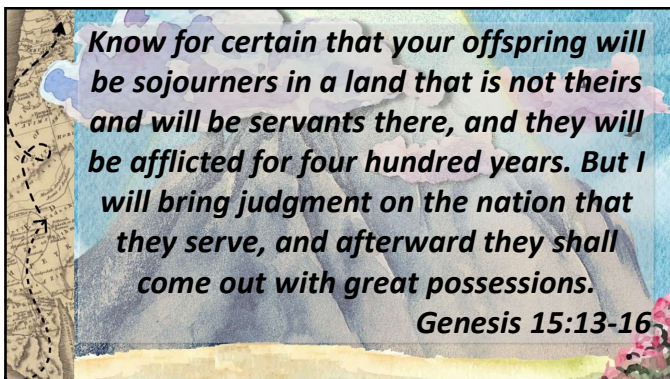 Know for certain that your offspring will
be sojourners in a land that is not theirs
and will be servants there, and they will
be afflicted for four hundred years. But I
will bring judgment on the nation that
they serve, and afterward they shall
come out with great possessions.
Genesis 15:13-16